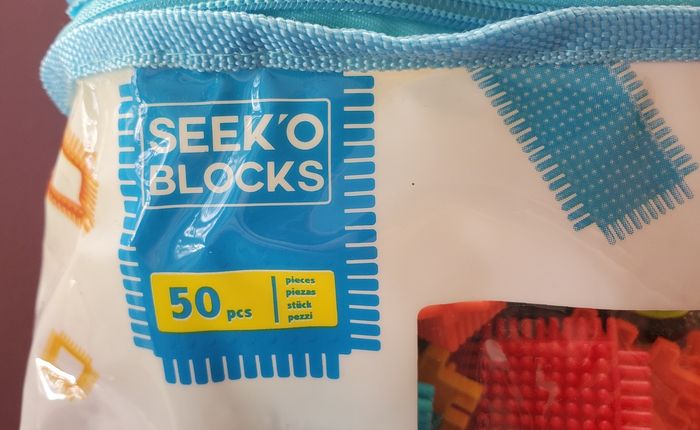 SEEK'O
BLOCKS
50 pcs
pieces
piezas
stück
pezzi